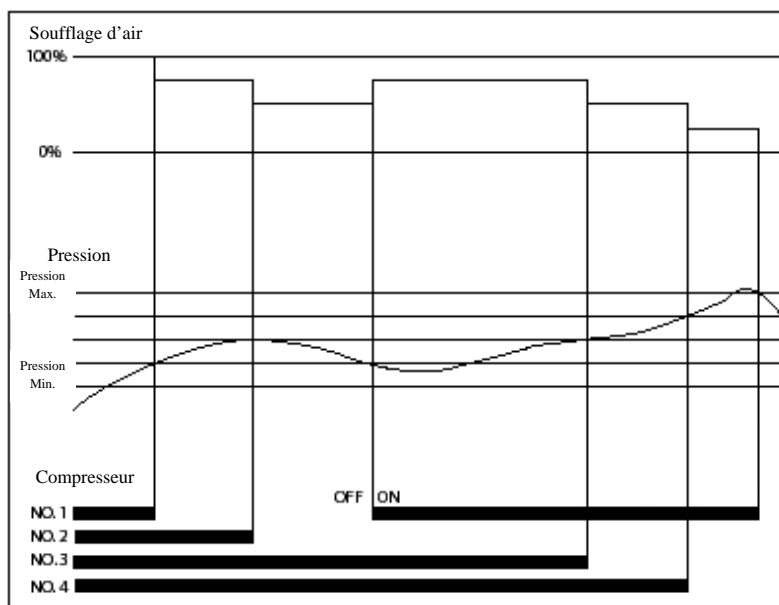 Soufflage d'air
100%
0%
Pression
Pression
Max.
Pression
Min.
Compresseur
OFF ON
NO.1
NO.2
NO.3
NO.4